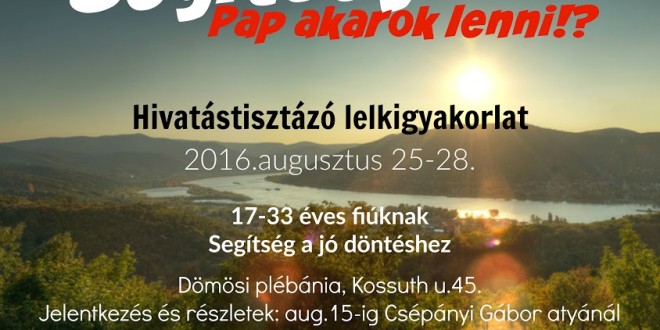 Pap akarok lenni!?
Hivatástisztázó lelkigyakorlat
2016.augusztus 25-28.
17-33 éves fiúknak
Segítség a jó döntéshez
Dömösi plébánia, Kossuth u.45.
Jelentkezés és részletek: aug.15-ig Csépányi Gábor atyánál